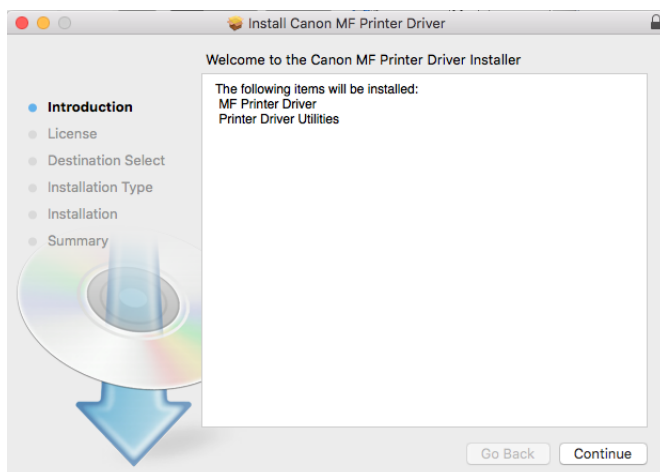 Install Canon MF Printer Driver
Welcome to the Canon MF Printer Driver Installer
Introduction
License
Destination Select
Installation Type
Installation
Summary
The following items will be installed:
MF Printer Driver
Printer Driver Utilities
Go Back
Continue